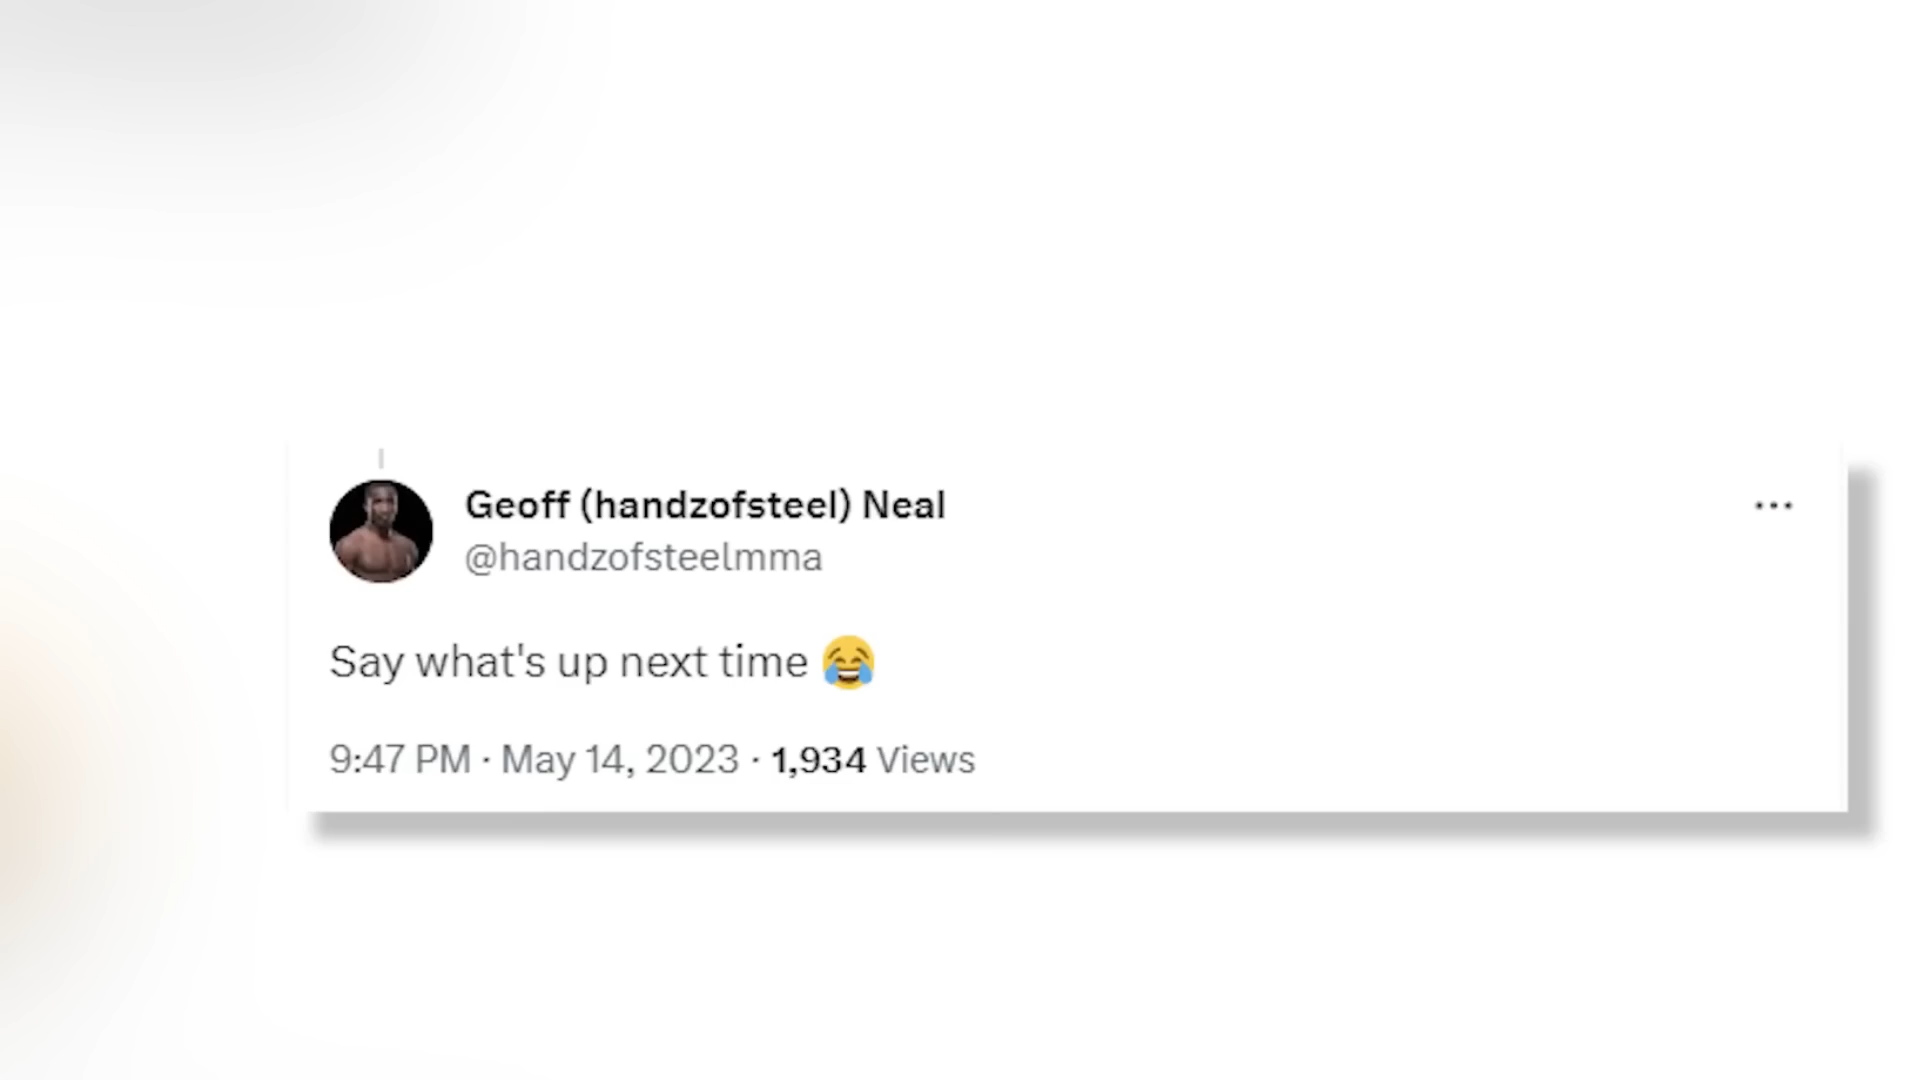 Geoff (handzofsteel) Neal
@handzofsteelmma
Say what's up next time 😂
9:47 PM · May 14, 2023 · 1,934 Views